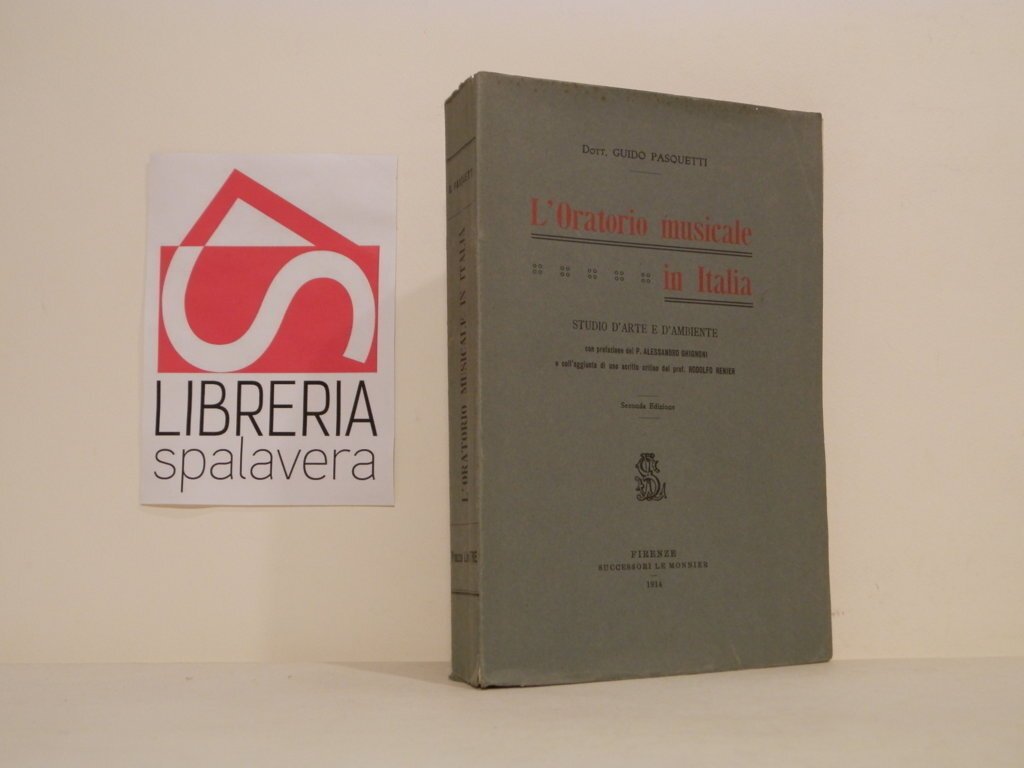 LIBRERIA
spalavera
G. PASQUETTI
L'ORATORIO MUSICALE IN ITALIA
Dott. GUIDO PASQUETTI
L'Oratorio musicale
in Italia
STUDIO D'ARTE E D'AMBIENTE
con prefazione del P. ALESSANDRO GHIGNONI
e coll'aggiunta di uno scritto critico del prof. RODOLFO RENIER
Seconda Edizione
FIRENZE
SUCCESSORI LE MONNIER
1914